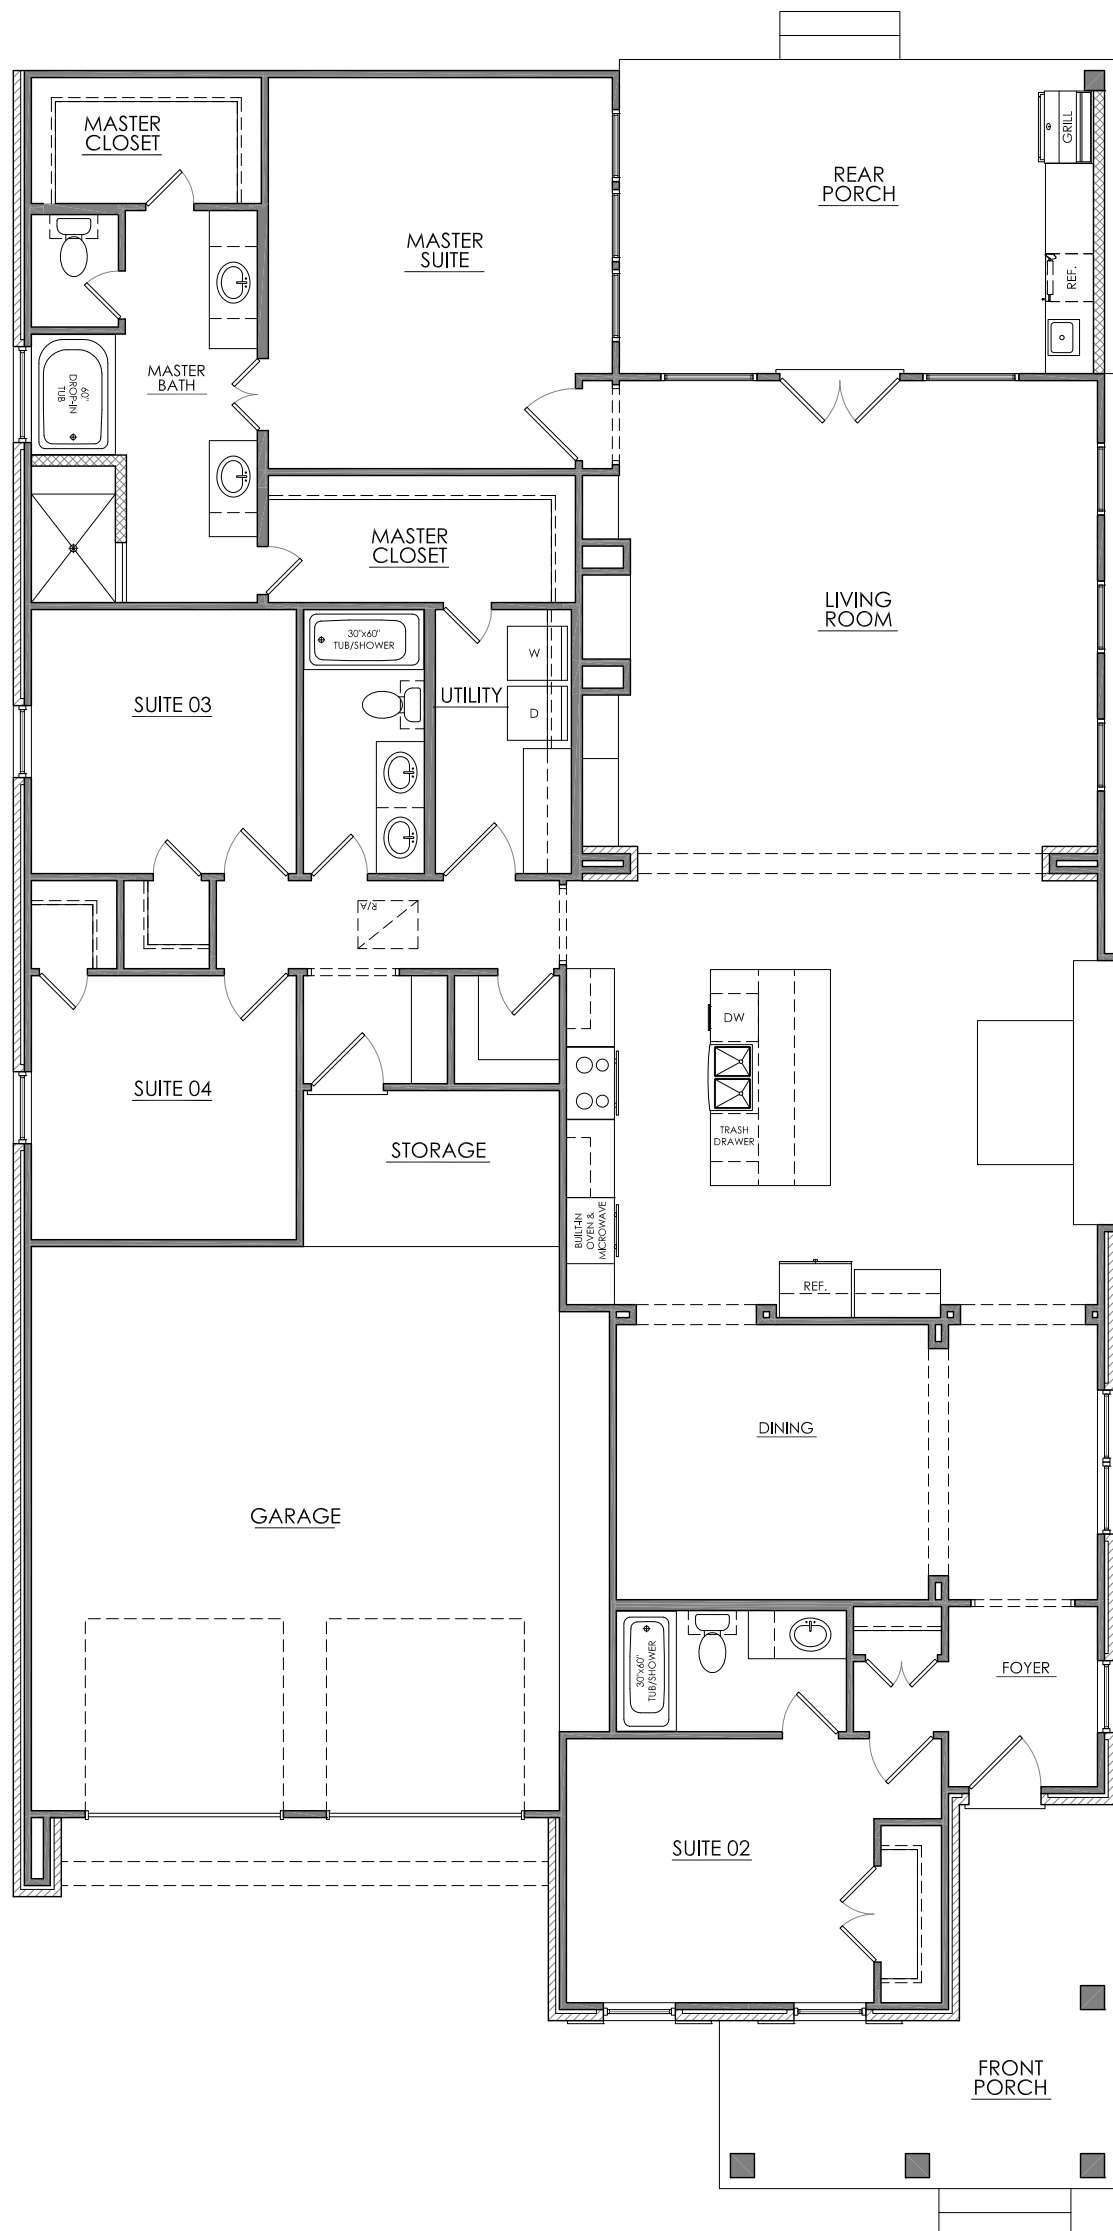 MASTER
CLOSET
GRILL
REAR
PORCH
MASTER
SUITE
REF.
MASTER
BATH
60"
DROP-IN
TUB
MASTER
CLOSET
LIVING
ROOM
30"x60"
TUB/SHOWER
W
SUITE 03
UTILITY
D
R/A
DW
SUITE 04
TRASH
DRAWER
STORAGE
BUILT-IN
OVEN &
MICROWAVE
REF.
DINING
GARAGE
30"x60"
TUB/SHOWER
FOYER
SUITE 02
FRONT
PORCH